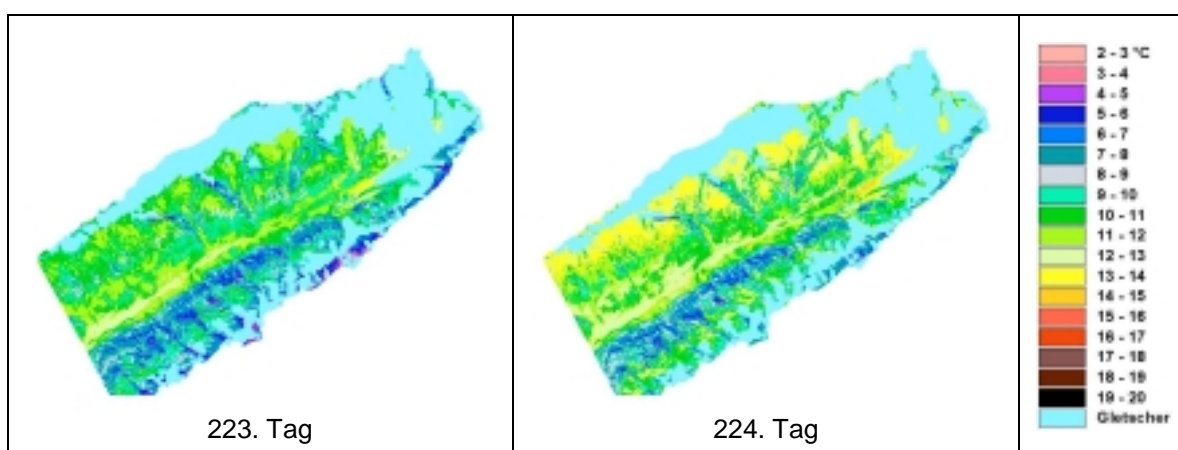 223. Tag
224. Tag
2 - 3 °C
3 - 4
4 - 5
5 - 6
6 - 7
7 - 8
8 - 9
9 - 10
10 - 11
11 - 12
12 - 13
13 - 14
14 - 15
15 - 16
16 - 17
17 - 18
18 - 19
19 - 20
Gletscher